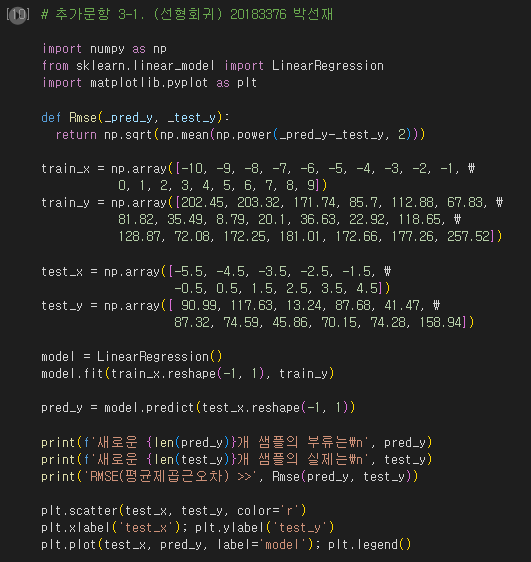 [10] # 추가문항 3-1. (선형회귀) 20183376 박선재
import numpy as np
from sklearn.linear_model import LinearRegression
import matplotlib.pyplot as plt
def Rmse(_pred_y, _test_y):
return np.sqrt(np.mean(np.power(_pred_y-_test_y, 2)))
train_x = np.array([-10, -9, -8, -7, -6, -5, -4, -3, -2, -1, ₩
0, 1, 2, 3, 4, 5, 6, 7, 8, 9])
train_y = np.array([202.45, 203.32, 171.74, 85.7, 112.88, 67.83, ₩
81.82, 35.49, 8.79, 20.1, 36.63, 22.92, 118.65, ₩
128.87, 72.08, 172.25, 181.01, 172.66, 177.26, 257.52])
test_x = np.array([-5.5, -4.5, -3.5, -2.5, -1.5, ₩
-0.5, 0.5, 1.5, 2.5, 3.5, 4.5])
test_y = np.array([ 90.99, 117.63, 13.24, 87.68, 41.47, ₩
87.32, 74.59, 45.86, 70.15, 74.28, 158.94])
model = LinearRegression()
model.fit(train_x.reshape(-1, 1), train_y)
pred_y = model.predict(test_x.reshape(-1, 1))
print(f'새로운 {len(pred_y)}개 샘플의 부류는₩n', pred_y)
print(f'새로운 {len(test_y)}개 샘플의 실제는₩n', test_y)
print('RMSE(평균제곱근오차) >>', Rmse(pred_y, test_y))
plt.scatter(test_x, test_y, color='r')
plt.xlabel('test_x'); plt.ylabel('test_y')
plt.plot(test_x, pred_y, label='model'); plt.legend()